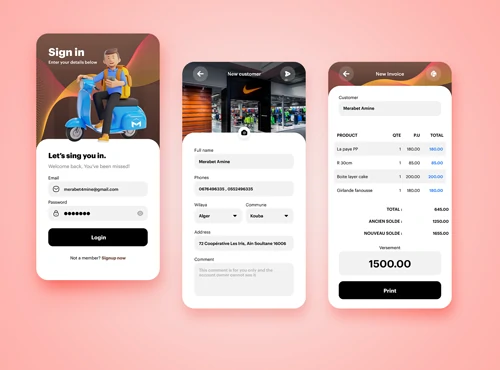 Sign in
Enter your details below
M
Let's sing you in.
Welcome back. You've been missed!
Email
merabet4mina@gmail.com
Password
Login
Not a member? Signup now
New customer
Full name
Merabet Amine
Phones
0676498335 , 0552496335
Wilaya
Commune
Alger
Kouba
Address
72 Coopérative Les Iris, Ain Soultane 16006
Comment
This comment is for you only and the
New Invoice
Customer
Merabet Amine
PRODUCT QTE P.U TOTAL
La paye PP 1 180.00 180.00
R 30cm 1 85.00 85.00
Boite layer cake 1 200.00 200.00
Girlande fanousse 1 180.00 180.00
TOTAL : 645.00
ANCIEN SOLDE : 1250.00
NOUVEAU SOLDE : 1655.00
Versement
1500.00
Print